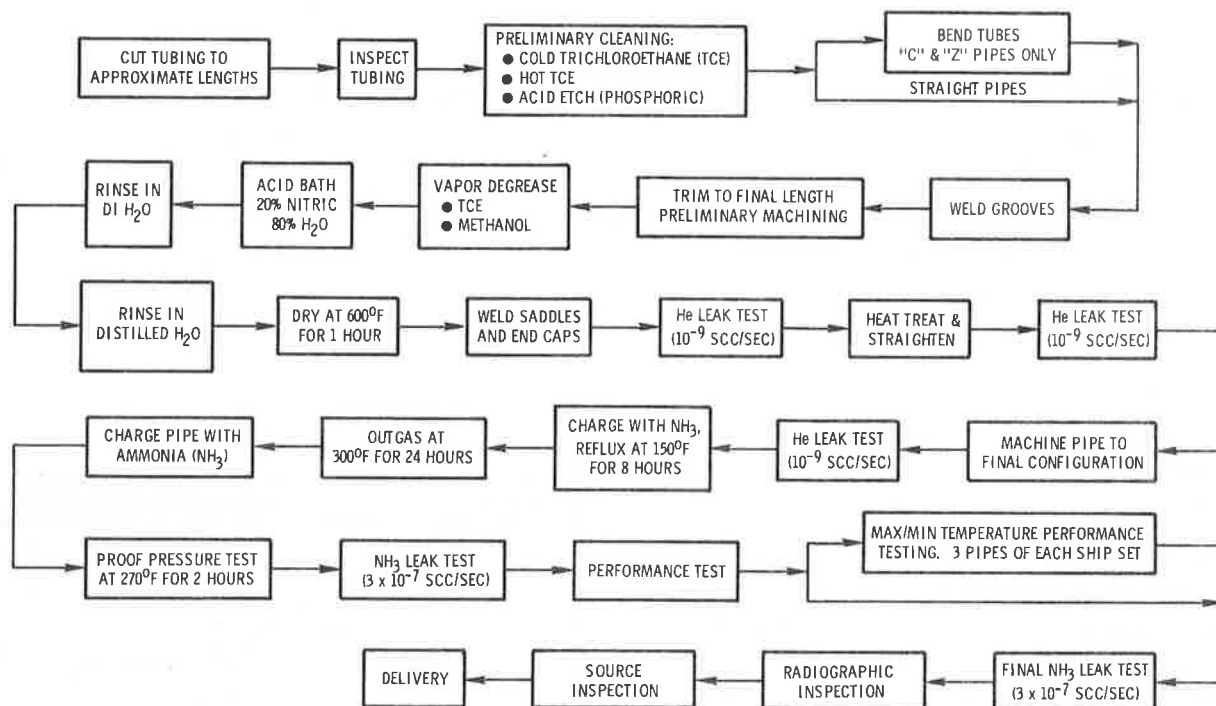 CUT TUBING TO
APPROXIMATE LENGTHS
INSPECT
TUBING
PRELIMINARY CLEANING:
● COLD TRICHLOROETHANE (TCE)
● HOT TCE
● ACID ETCH (PHOSPHORIC)
BEND TUBES
"C" & "Z" PIPES ONLY
STRAIGHT PIPES
WELD GROOVES
TRIM TO FINAL LENGTH
PRELIMINARY MACHINING
VAPOR DEGREASE
● TCE
● METHANOL
ACID BATH
20% NITRIC
80% H₂O
RINSE IN
DI H₂O
RINSE IN
DISTILLED H₂O
DRY AT 600⁰F
FOR 1 HOUR
WELD SADDLES
AND END CAPS
He LEAK TEST
(10⁻⁹ SCC/SEC)
HEAT TREAT &
STRAIGHTEN
He LEAK TEST
(10⁻⁹ SCC/SEC)
MACHINE PIPE TO
FINAL CONFIGURATION
He LEAK TEST
(10⁻⁹ SCC/SEC)
CHARGE WITH NH₃,
REFLUX AT 150⁰F
FOR 8 HOURS
OUTGAS AT
300⁰F FOR 24 HOURS
CHARGE PIPE WITH
AMMONIA (NH₃)
PROOF PRESSURE TEST
AT 270⁰F FOR 2 HOURS
NH₃ LEAK TEST
(3 x 10⁻⁷ SCC/SEC)
PERFORMANCE TEST
MAX/MIN TEMPERATURE PERFORMANCE
TESTING. 3 PIPES OF EACH SHIP SET
FINAL NH₃ LEAK TEST
(3 x 10⁻⁷ SCC/SEC)
RADIOGRAPHIC
INSPECTION
SOURCE
INSPECTION
DELIVERY